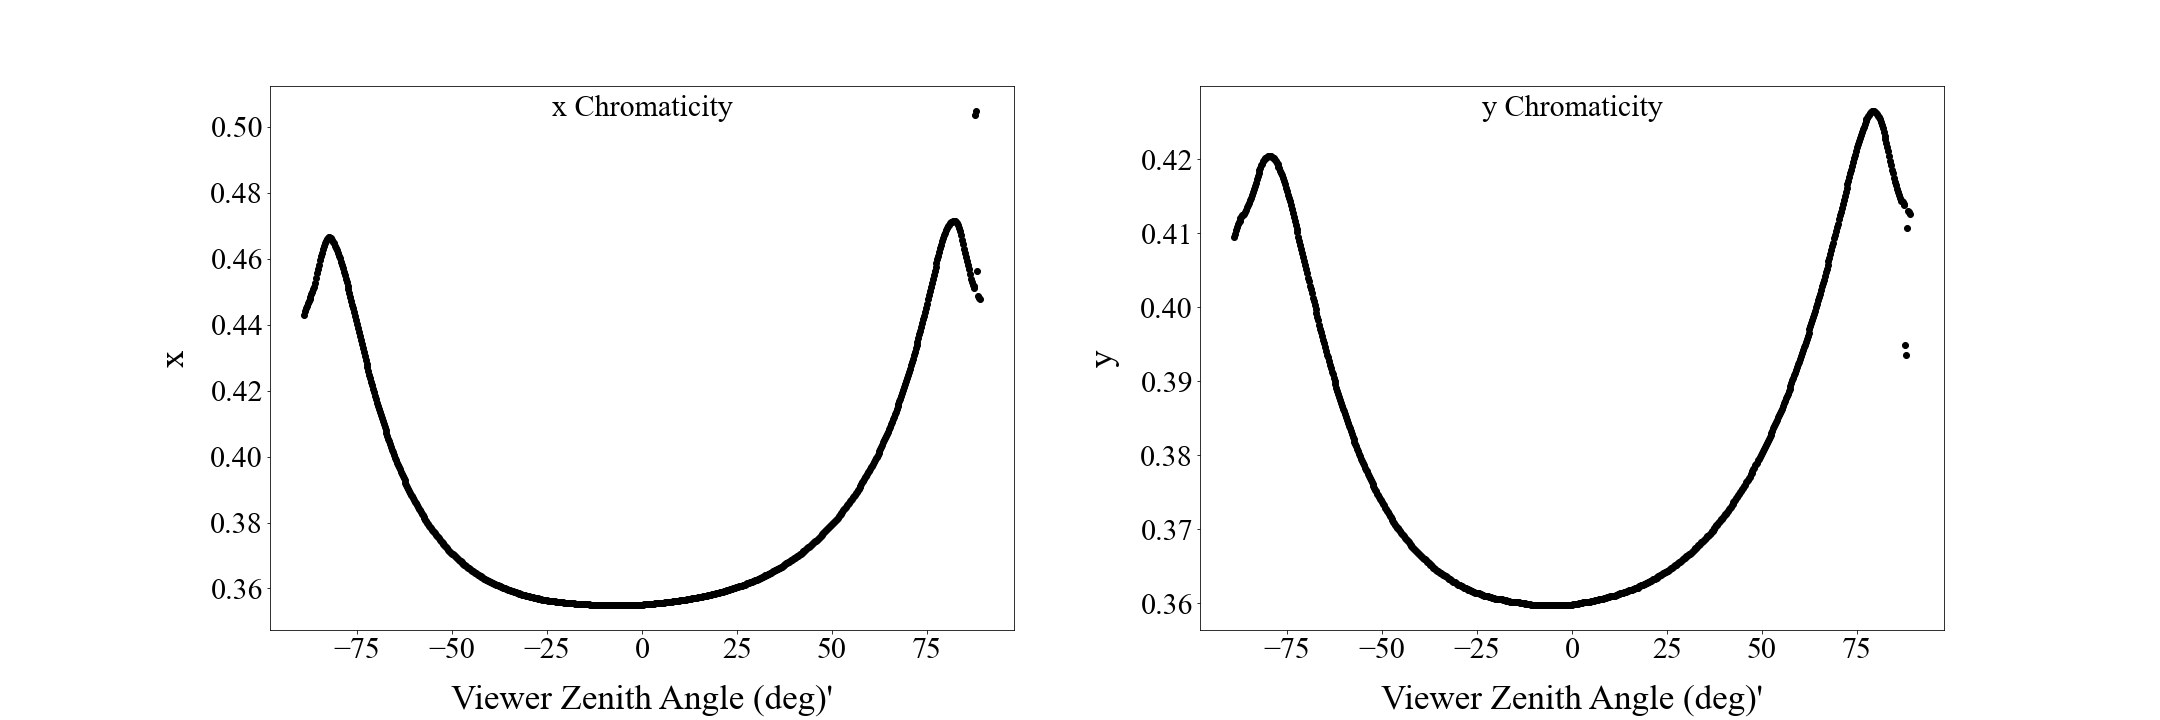 x Chromaticity
0.50
0.48
0.46
0.44
0.42
0.40
0.38
0.36
x
−75 −50 −25 0 25 50 75
Viewer Zenith Angle (deg)'
y Chromaticity
0.42
0.41
0.40
0.39
0.38
0.37
0.36
y
−75 −50 −25 0 25 50 75
Viewer Zenith Angle (deg)'